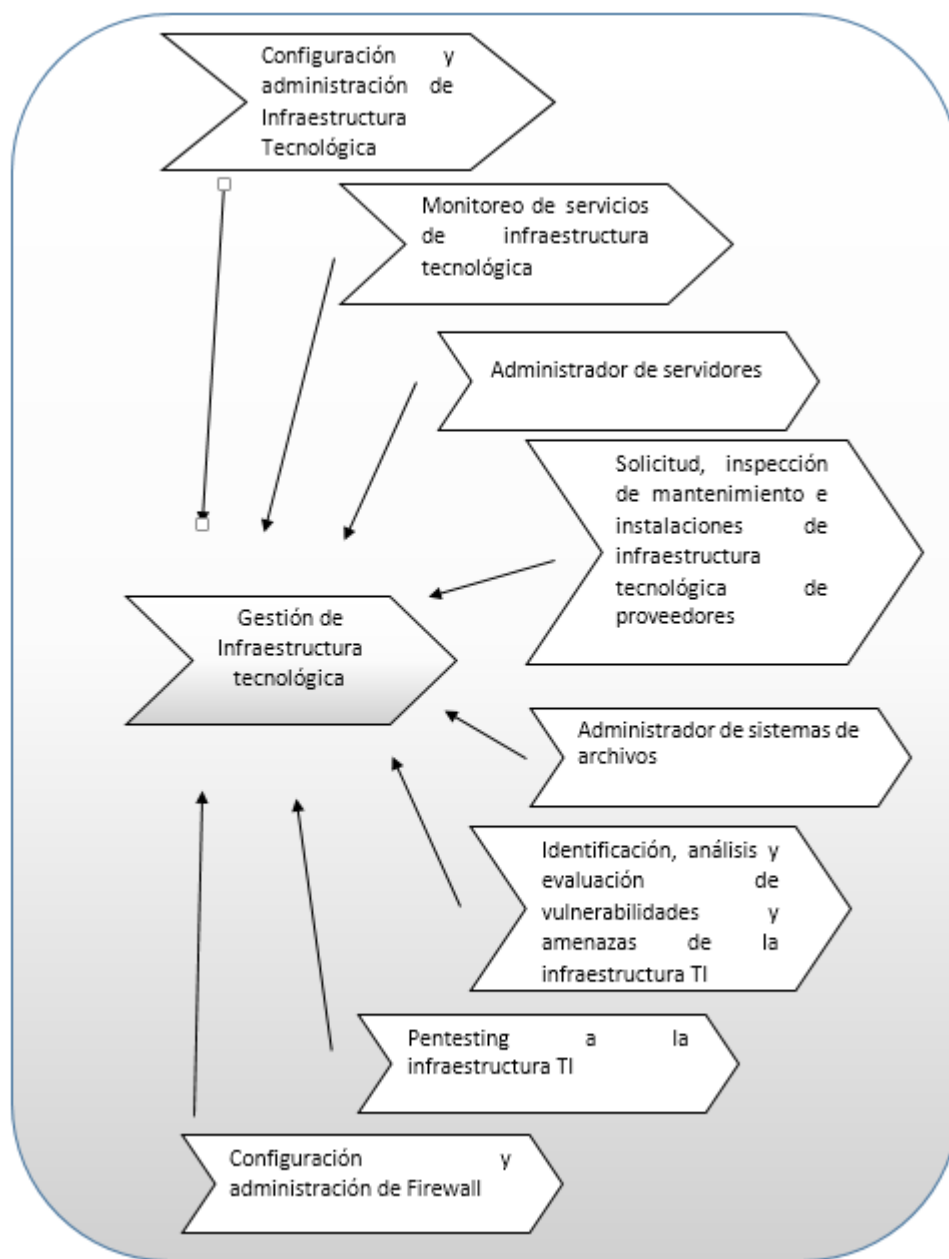 Configuración y
administración de
Infraestructura
Tecnológica
Monitoreo de servicios
de infraestructura
tecnológica
Administrador de servidores
Solicitud, inspección
de mantenimiento e
instalaciones de
infraestructura
tecnológica de
proveedores
Gestión de
Infraestructura
tecnológica
Administrador de sistemas de
archivos
Identificación, análisis y
evaluación de
vulnerabilidades y
amenazas de la
infraestructura TI
Pentesting a la
infraestructura TI
Configuración y
administración de Firewall